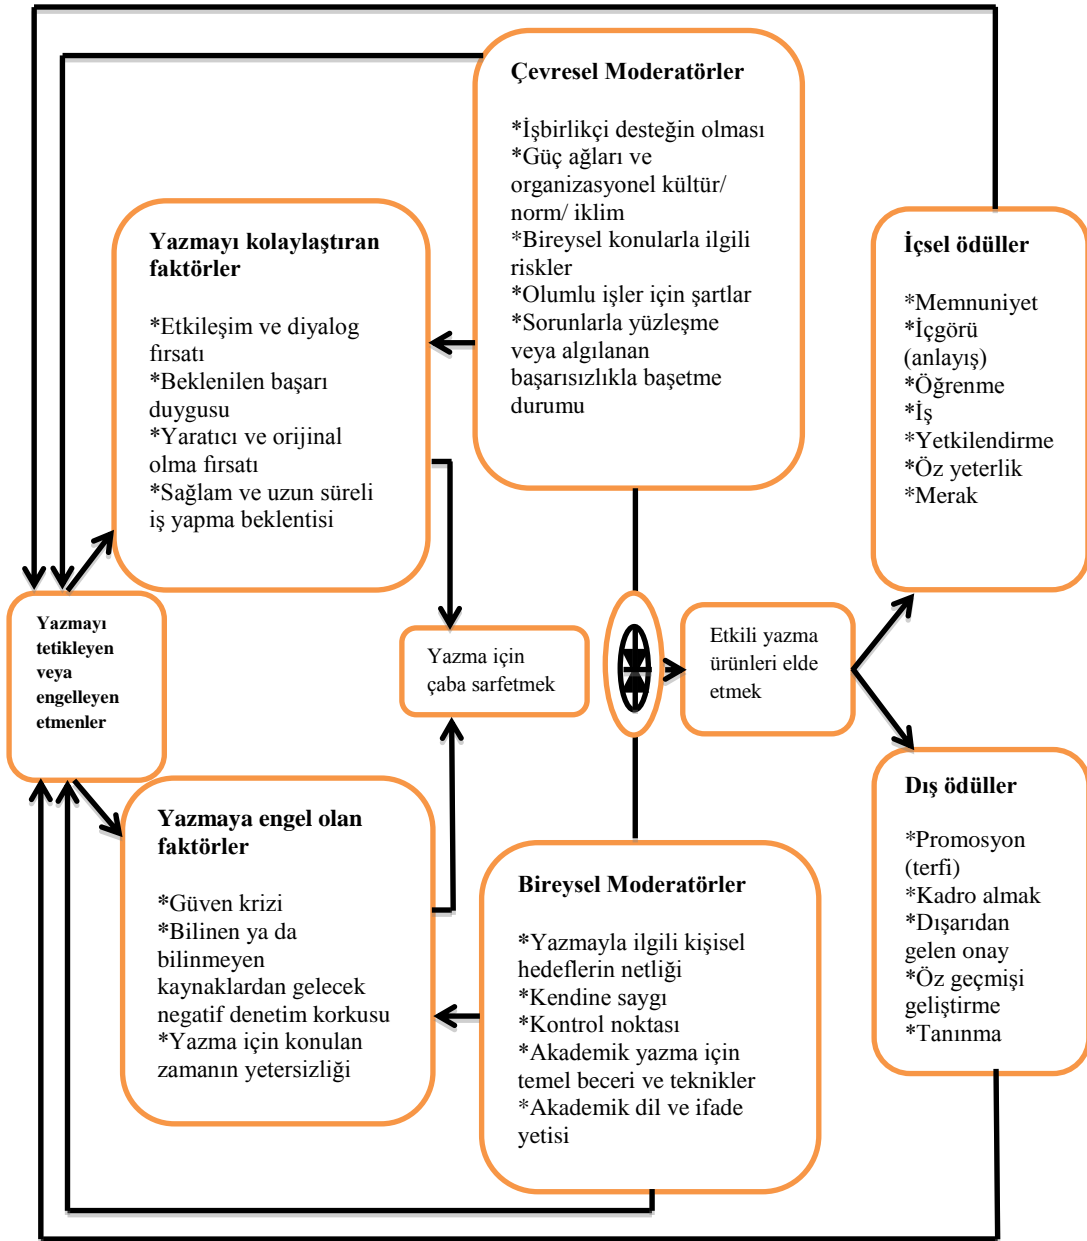 Çevresel Moderatörler
*İşbirlikçi desteğin olması
*Güç ağları ve
organizasyonel kültür/
norm/ iklim
*Bireysel konularla ilgili
riskler
*Olumlu işler için şartlar
*Sorunlarla yüzleşme
veya algılanan
başarısızlıkla başetme
durumu
Yazmayı kolaylaştıran
faktörler
*Etkileşim ve diyalog
fırsatı
*Beklenilen başarı
duygusu
*Yaratıcı ve orijinal
olma fırsatı
*Sağlam ve uzun süreli
iş yapma beklentisi
İçsel ödüller
*Memnuniyet
*İçgörü
(anlayış)
*Öğrenme
*İş
*Yetkilendirme
*Öz yeterlik
*Merak
Yazmayı
tetikleyen
veya
engelleyen
etmenler
Yazma için
çaba sarfetmek
Etkili yazma
ürünleri elde
etmek
Yazmaya engel olan
faktörler
*Güven krizi
*Bilinen ya da
bilinmeyen
kaynaklardan gelecek
negatif denetim korkusu
*Yazma için konulan
zamanın yetersizliği
Bireysel Moderatörler
*Yazmayla ilgili kişisel
hedeflerin netliği
*Kendine saygı
*Kontrol noktası
*Akademik yazma için
temel beceri ve teknikler
*Akademik dil ve ifade
yetisi
Dış ödüller
*Promosyon
(terfi)
*Kadro almak
*Dışarıdan
gelen onay
*Öz geçmişi
geliştirme
*Tanınma